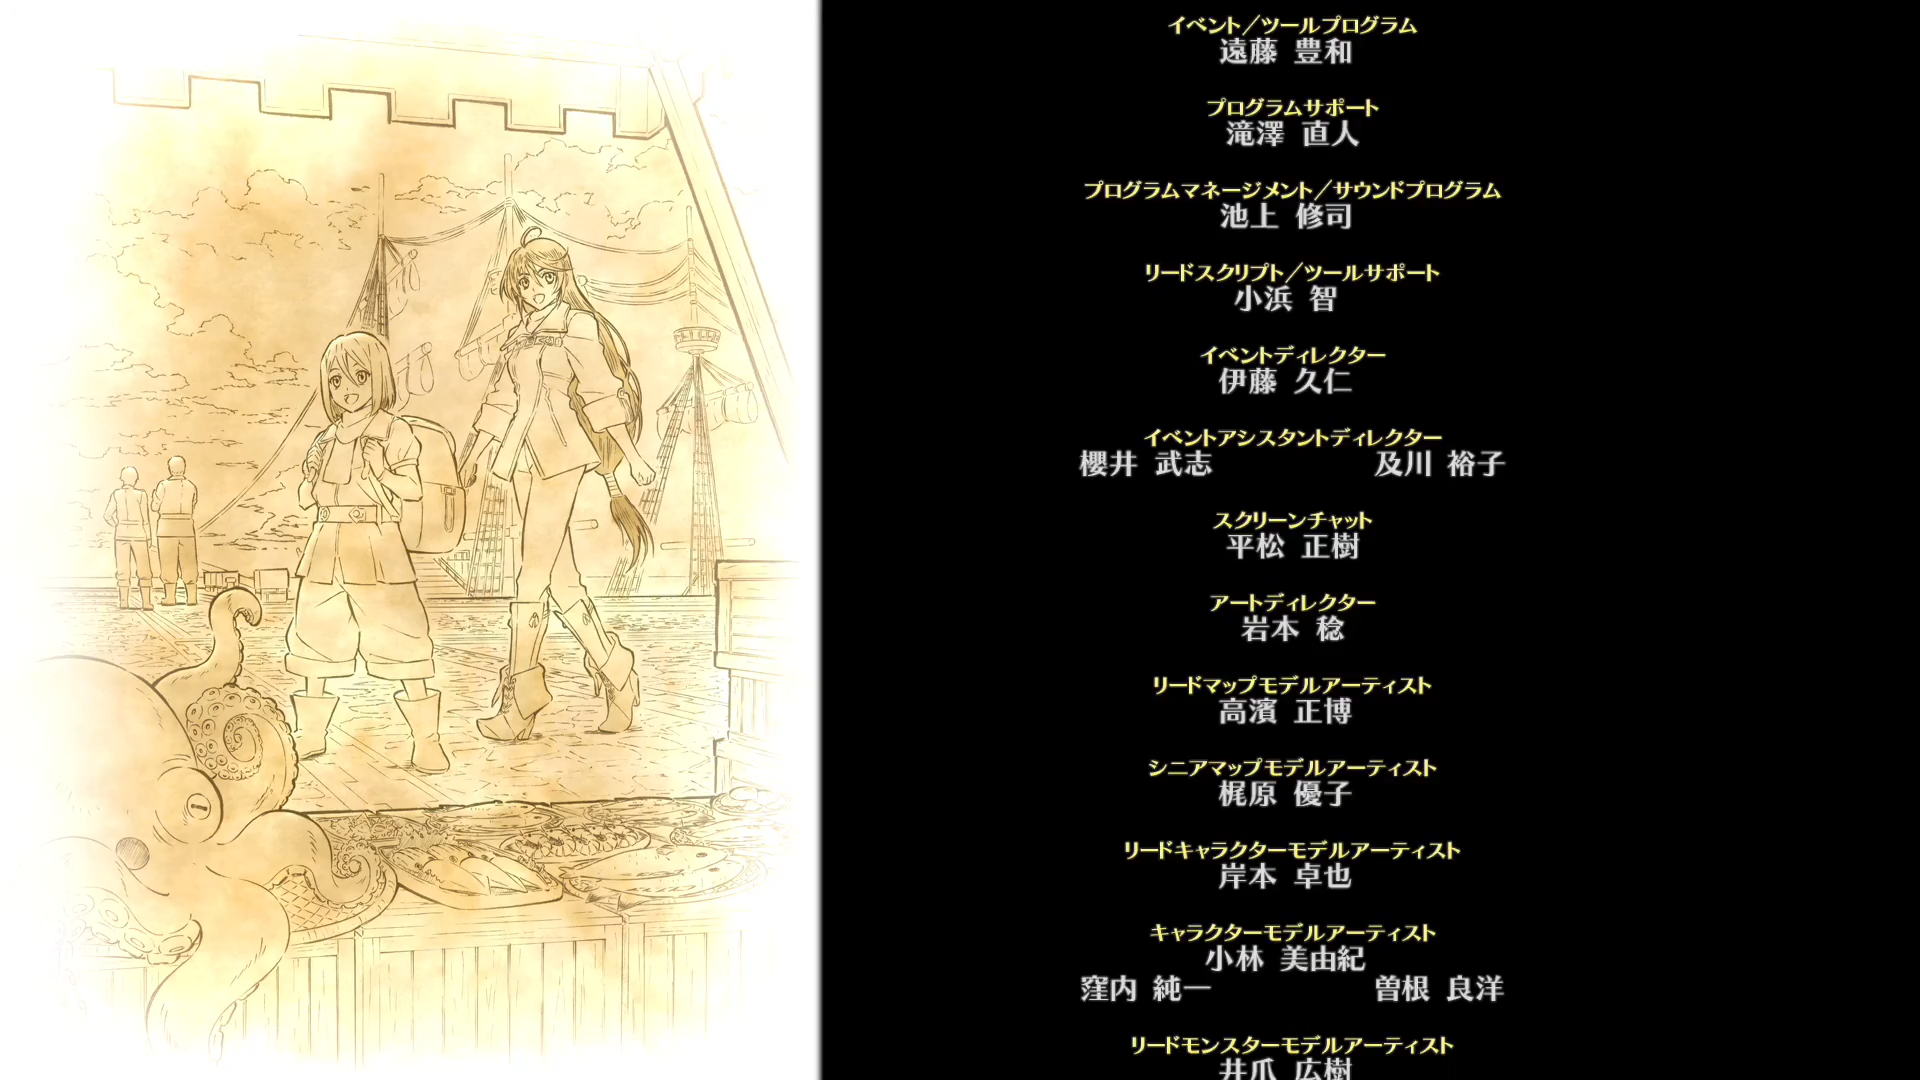 イベント／ツールプログラム
遠藤 豊和
プログラムサポート
滝澤 直人
プログラムマネージメント／サウンドプログラム
池上 修司
リードスクリプト／ツールサポート
小浜 智
イベントディレクター
伊藤 久仁
イベントアシスタントディレクター
櫻井 武志 及川 裕子
スクリーンチャット
平松 正樹
アートディレクター
岩本 稔
リードマップモデルアーティスト
高濱 正博
シニアマップモデルアーティスト
梶原 優子
リードキャラクターモデルアーティスト
岸本 卓也
キャラクターモデルアーティスト
小林 美由紀
窪内 純一 曽根 良洋
リードモンスターモデルアーティスト
井爪 広樹